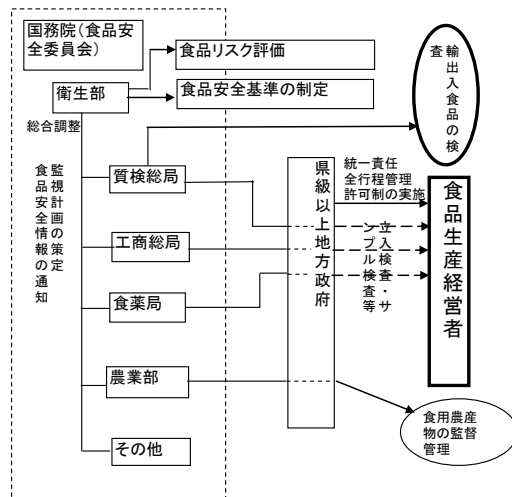 国務院（食品安
全委員会）
食品リスク評価
衛生部
食品安全基準の制定
総合調整
監視計画の策定
食品安全情報の通知
質検総局
工商総局
食薬局
農業部
その他
県級以上地方政府
統一責任
全行程管理
許可制の実施
立入検査・サ
ンプル検査等
輸出入食品の検
査
食品生産経営者
食用農産
物の監督
管理